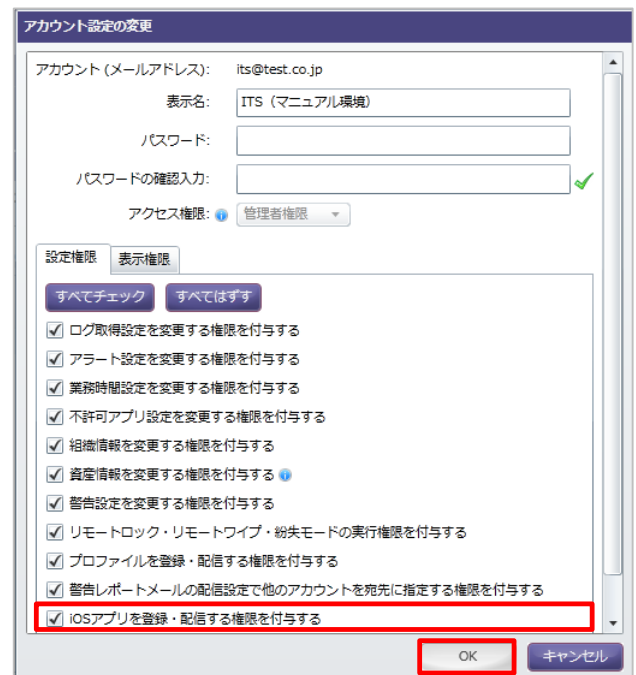 アカウント設定の変更
アカウント (メールアドレス): its@test.co.jp
表示名: ITS（マニュアル環境）
パスワード:
パスワードの確認入力:
アクセス権限: 管理者権限
設定権限 表示権限
すべてチェック すべてはずす
ログ取得設定を変更する権限を付与する
アラート設定を変更する権限を付与する
業務時間設定を変更する権限を付与する
不許可アプリ設定を変更する権限を付与する
組織情報を変更する権限を付与する
資産情報を変更する権限を付与する
警告設定を変更する権限を付与する
リモートロック・リモートワイプ・紛失モードの実行権限を付与する
プロファイルを登録・配信する権限を付与する
警告レポートメールの配信設定で他のアカウントを宛先に指定する権限を付与する
iOSアプリを登録・配信する権限を付与する
OK キャンセル